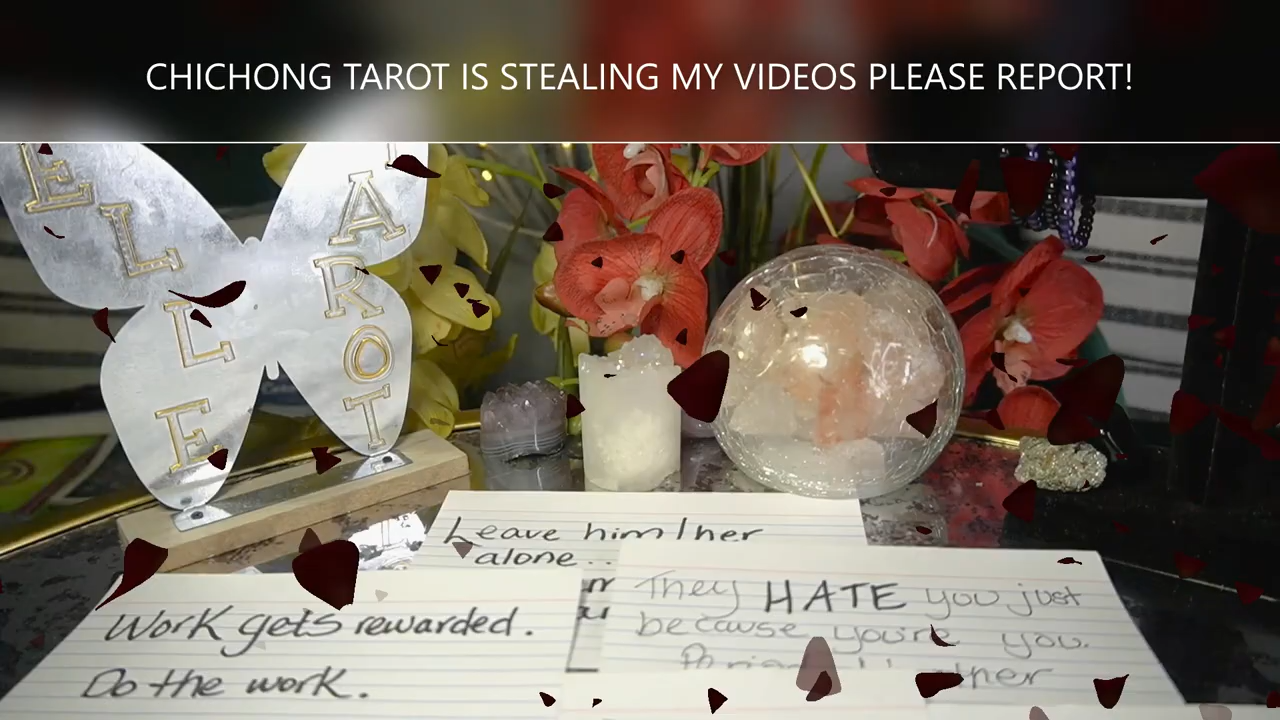 CHICHONG TAROT IS STEALING MY VIDEOS PLEASE REPORT!
ELLE
TAROT
Leave him/her
alone...
They HATE you just
because you're you.
Work gets rewarded.
Do the work.